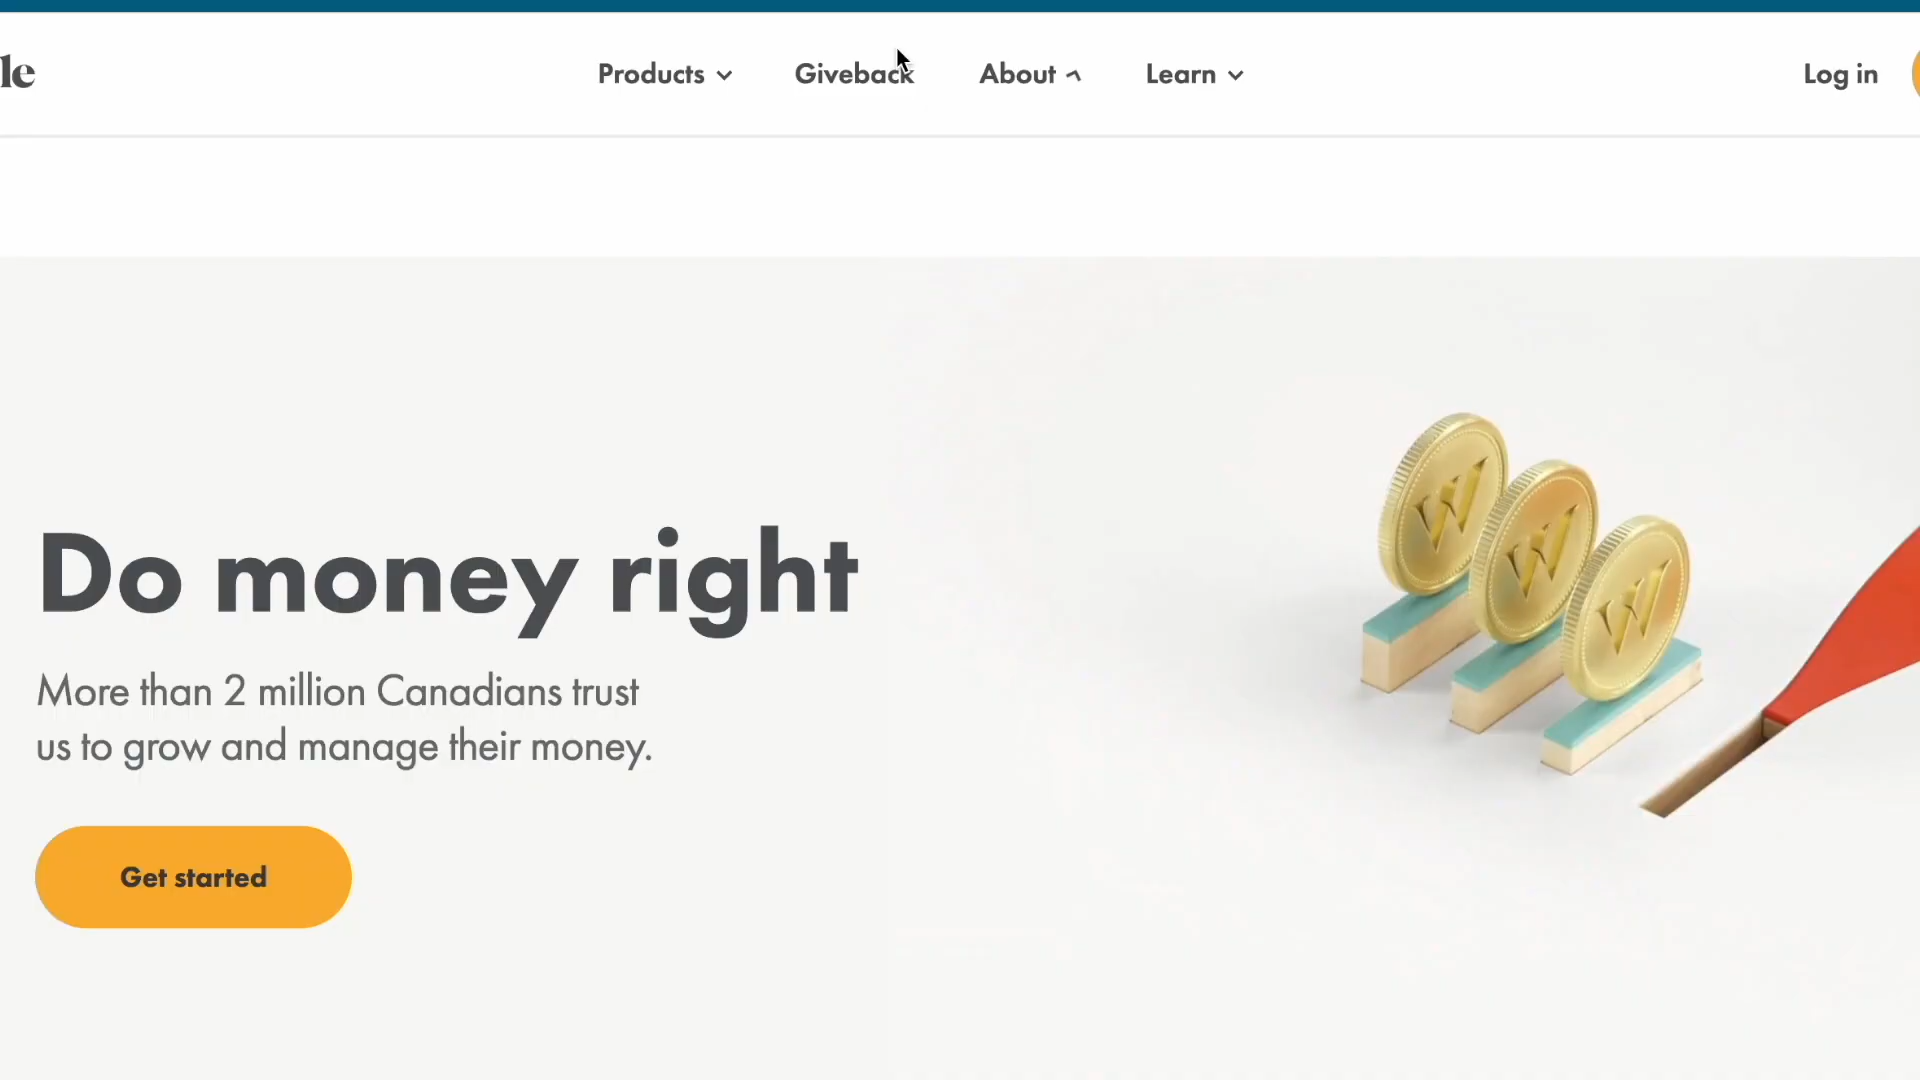 le
Products Giveback About Learn Log in
Do money right
More than 2 million Canadians trust
us to grow and manage their money.
Get started
W W W